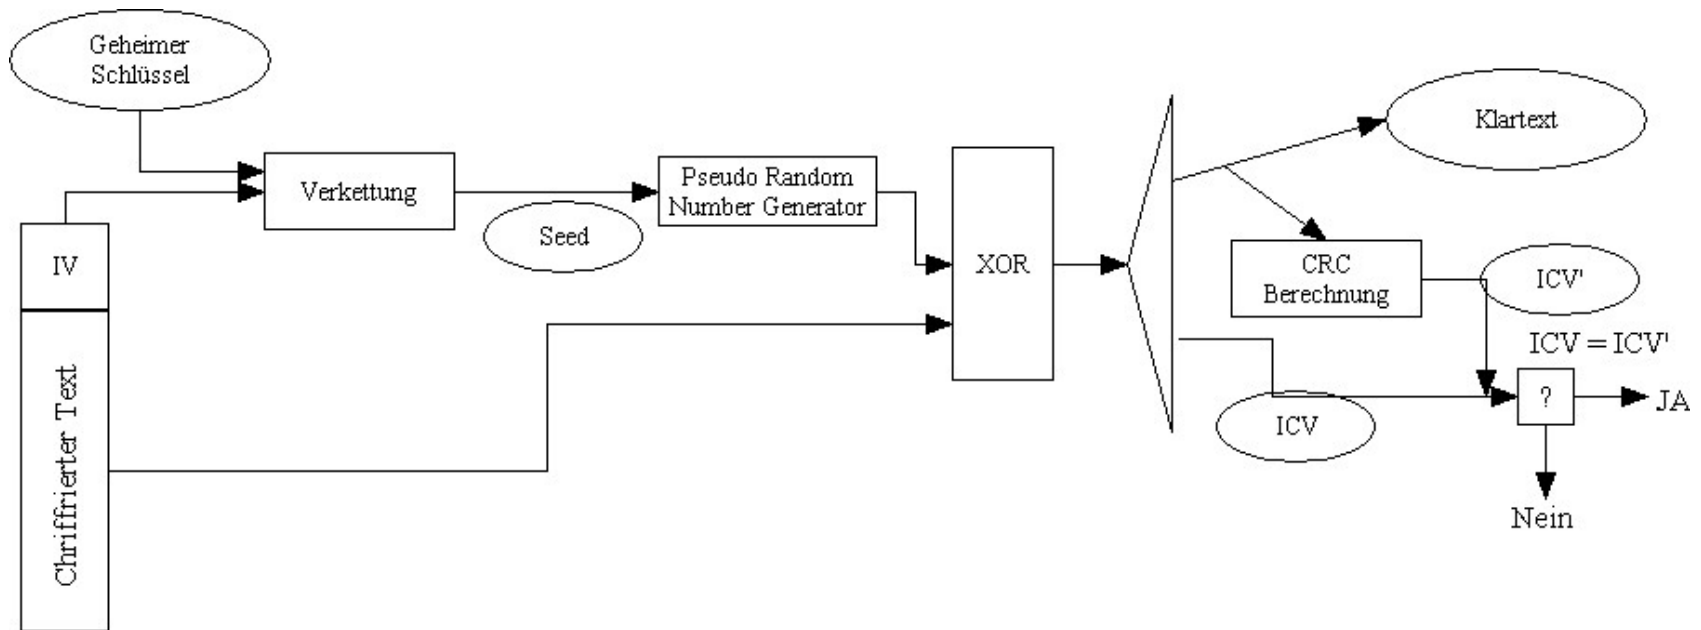 Geheimer
Schlüssel
Klartext
Verkettung
Pseudo Random
Number Generator
Seed
IV
XOR
CRC
Berechnung
ICV'
ICV = ICV'
?
JA
ICV
Nein
Chriffrierter Text